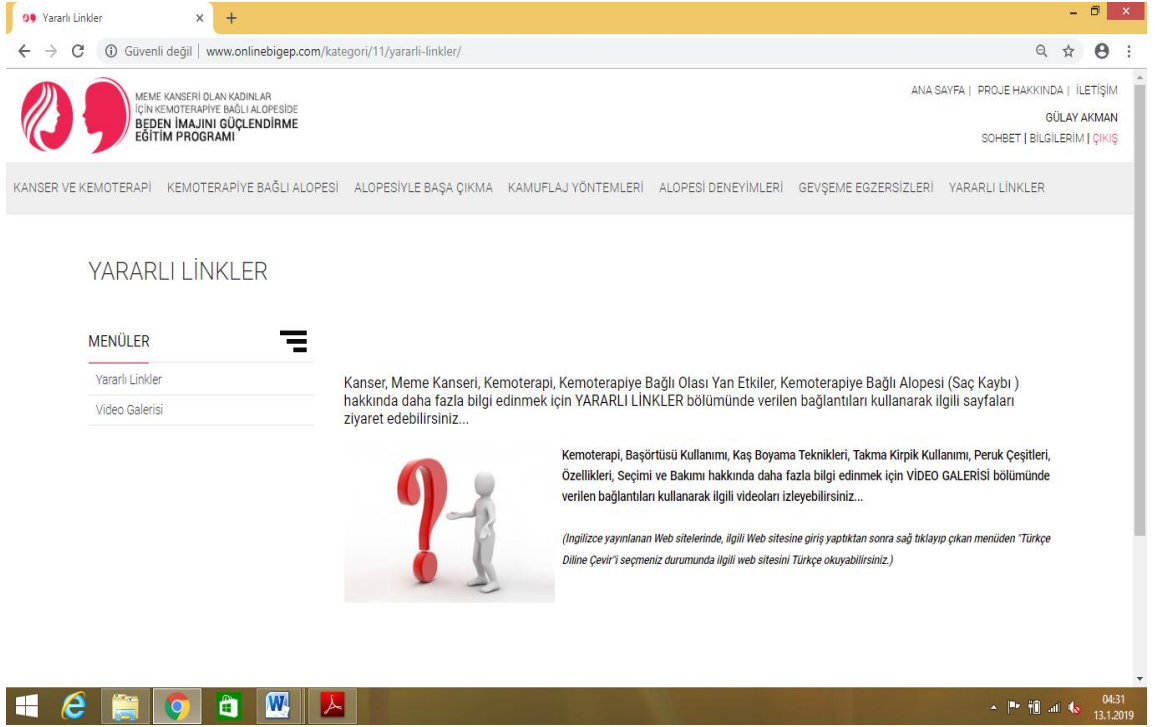 Yararlı Linkler
Güvenli değil | www.onlinebigep.com/kategori/11/yararli-linkler/
MEME KANSERİ OLAN KADINLAR
İÇİN KEMOTERAPİYE BAĞLI ALOPESİDE
BEDEN İMAJINI GÜÇLENDİRME
EĞİTİM PROGRAMI
ANA SAYFA | PROJE HAKKINDA | İLETİŞİM
GÜLAY AKMAN
SOHBET | BİLGİLERİM | ÇIKIŞ
KANSER VE KEMOTERAPİ KEMOTERAPİYE BAĞLI ALOPESİ ALOPESİYLE BAŞA ÇIKMA KAMUFLAJ YÖNTEMLERİ ALOPESİ DENEYİMLERİ GEVŞEME EGZERSİZLERİ YARARLI LİNKLER
YARARLI LİNKLER
MENÜLER
Yararlı Linkler
Video Galerisi
Kanser, Meme Kanseri, Kemoterapi, Kemoterapiye Bağlı Olası Yan Etkiler, Kemoterapiye Bağlı Alopesi (Saç Kaybı )
hakkında daha fazla bilgi edinmek için YARARLI LİNKLER bölümünde verilen bağlantıları kullanarak ilgili sayfaları
ziyaret edebilirsiniz...
Kemoterapi, Başörtüsü Kullanımı, Kaş Boyama Teknikleri, Takma Kirpik Kullanımı, Peruk Çeşitleri,
Özellikleri, Seçimi ve Bakımı hakkında daha fazla bilgi edinmek için VİDEO GALERİSİ bölümünde
verilen bağlantıları kullanarak ilgili videoları izleyebilirsiniz...
(Ingilizce yayınlanan Web sitelerinde, ilgili Web sitesine giriş yaptıktan sonra sağ tıklayıp çıkan menüden "Türkçe
Diline Çevir"i seçmeniz durumunda ilgili web sitesini Türkçe okuyabilirsiniz.)
04:31
13.1.2019